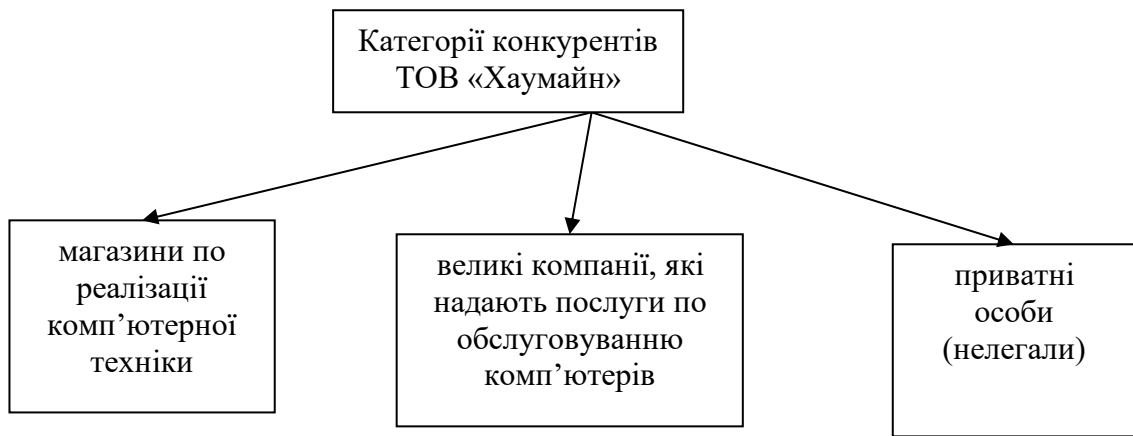 Категорії конкурентів
ТОВ «Хаумайн»
магазини по
реалізації
комп’ютерної
техніки
великі компанії, які
надають послуги по
обслуговуванню
комп’ютерів
приватні
особи
(нелегали)